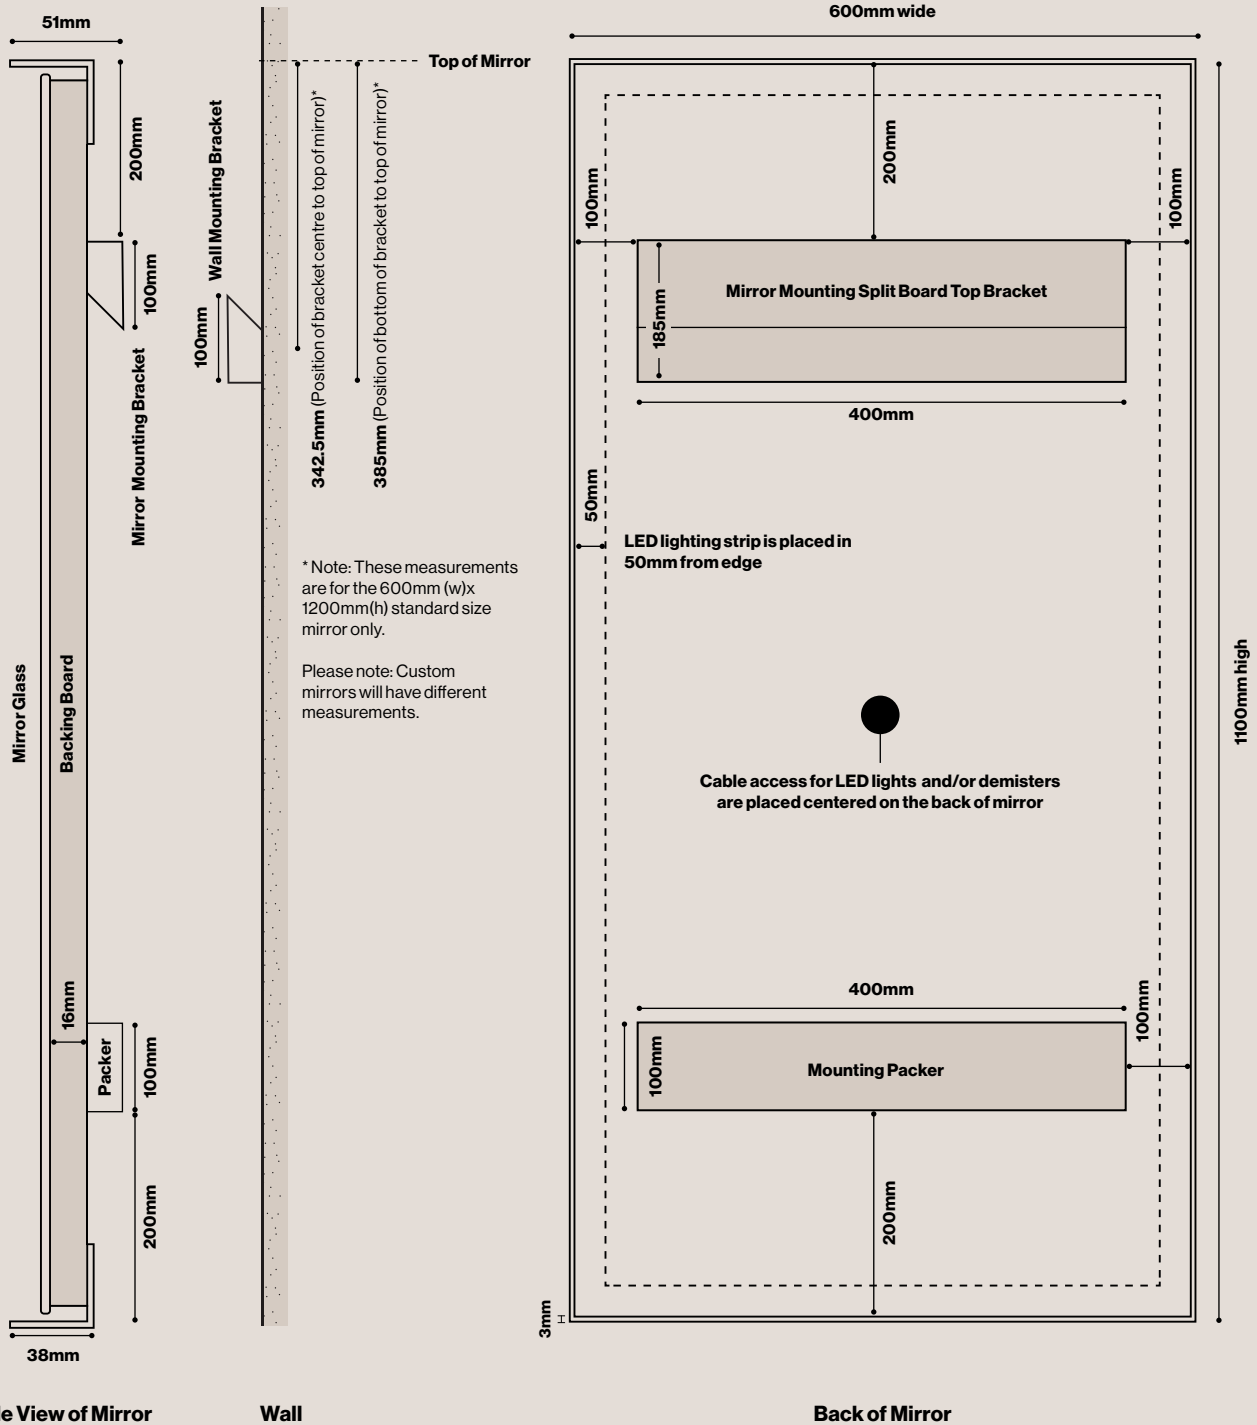 51mm
600mm wide
Top of Mirror
200mm
Wall Mounting Bracket
342.5mm (Position of bracket centre to top of mirror)*
385mm (Position of bottom of bracket to top of mirror)*
200mm
100mm
100mm
100mm
100mm
Mirror Mounting Bracket
Mirror Mounting Split Board Top Bracket
185mm
400mm
50mm
LED lighting strip is placed in
50mm from edge
* Note: These measurements
are for the 600mm (w)x
1200mm(h) standard size
mirror only.
Please note: Custom
mirrors will have different
measurements.
Mirror Glass
Backing Board
1100mm high
Cable access for LED lights and/or demisters
are placed centered on the back of mirror
16mm
Packer
100mm
400mm
100mm
100mm
Mounting Packer
200mm
200mm
3mm
38mm
e View of Mirror
Wall
Back of Mirror